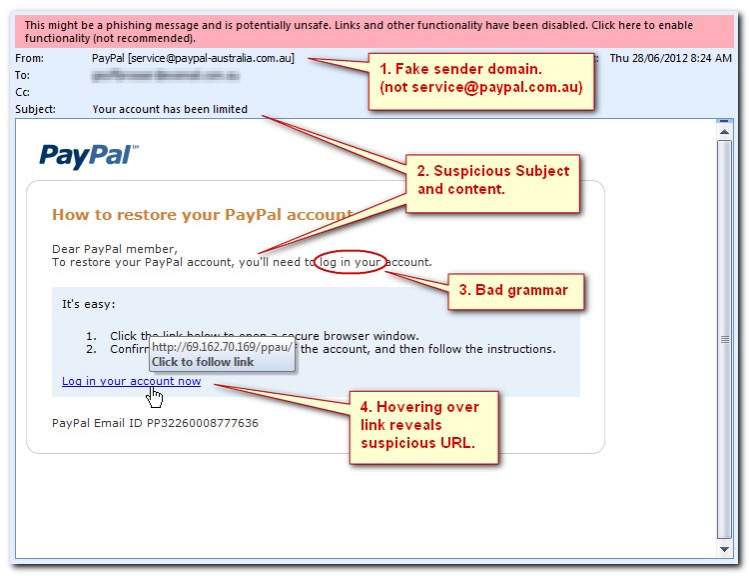 This might be a phishing message and is potentially unsafe. Links and other functionality have been disabled. Click here to enable
functionality (not recommended).
From: PayPal [service@paypal-australia.com.au] : Thu 28/06/2012 8:24 AM
To:
Cc:
Subject: Your account has been limited
1. Fake sender domain.
(not service@paypal.com.au)
PayPal™
2. Suspicious Subject
and content.
How to restore your PayPal account
Dear PayPal member,
To restore your PayPal account, you'll need to log in your account.
3. Bad grammar
It's easy:
1. Click the link below to open a secure browser window.
2. Confirm the account, and then follow the instructions.
http://69.162.70.169/ppau/
Click to follow link
Log in your account now
4. Hovering over
link reveals
suspicious URL.
PayPal Email ID PP32260008777636